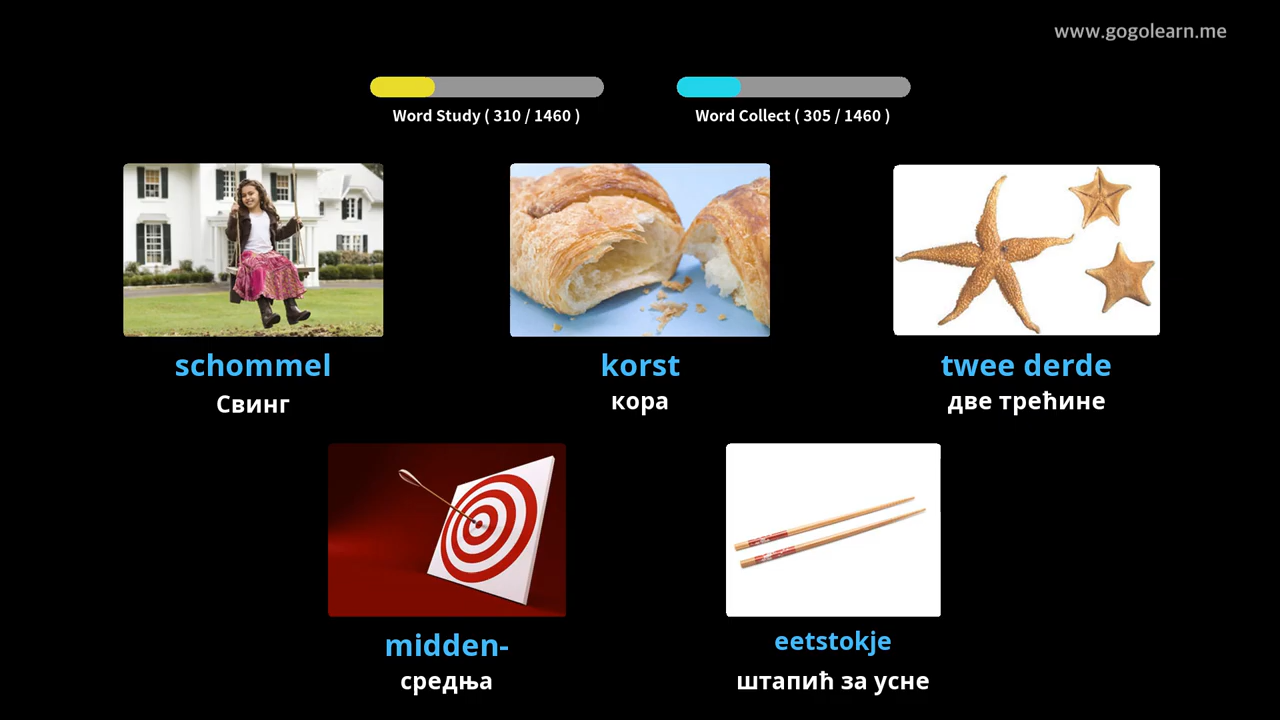 www.gogolearn.me
Word Study ( 310 / 1460 )
Word Collect ( 305 / 1460 )
schommel
Свинг
korst
кора
twee derde
две трећине
midden-
средња
eetstokje
штапић за усне